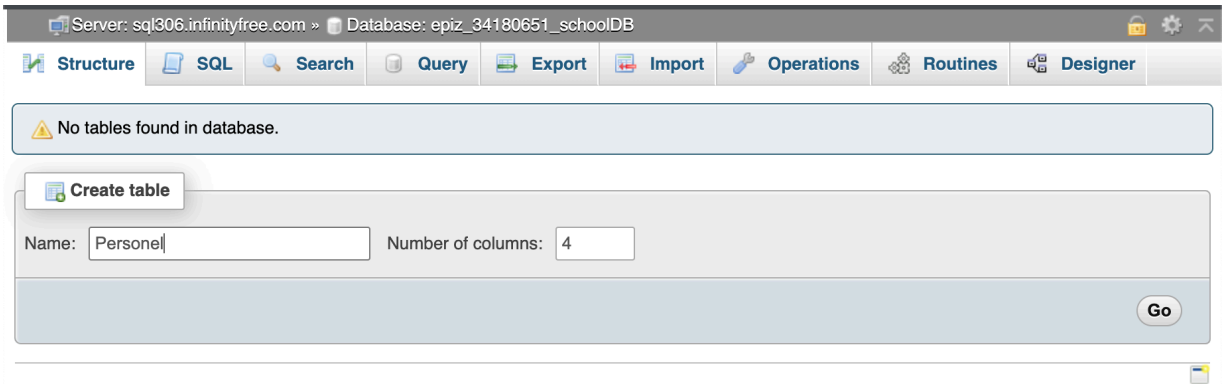 Server: sql306.infinityfree.com » Database: epiz_34180651_schoolDB
Structure SQL Search Query Export Import Operations Routines Designer
No tables found in database.
Create table
Name: Personel Number of columns: 4
Go